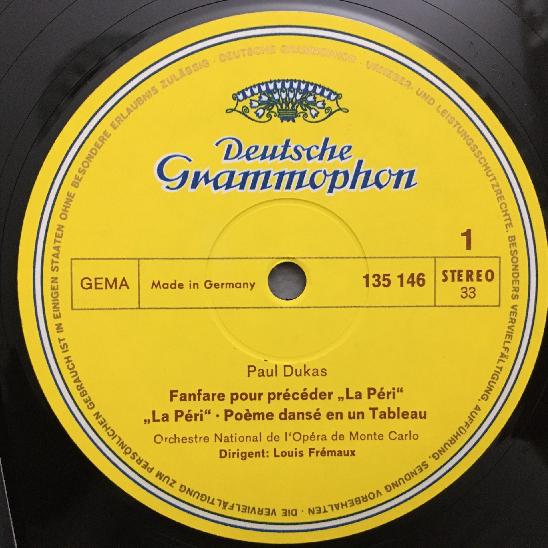 DEUTSCHE GRAMMOPHON · URHEBER- UND LEISTUNGSSCHUTZRECHTE, BESONDERS VERVIELFÄLTIGUNG, AUFFÜHRUNG, SENDUNG VORBEHALTEN · DIE VERVIELFÄLTIGUNG ZUM PERSÖNLICHEN GEBRAUCH IST IN EINIGEN STAATEN OHNE BESONDERE ERLAUBNIS ZULÄSSIG ·
Deutsche
Grammophon
1
GEMA Made in Germany 135 146 STEREO
33
Paul Dukas
Fanfare pour précéder „La Péri“
„La Péri“ · Poème dansé en un Tableau
Orchestre National de l'Opéra de Monte Carlo
Dirigent: Louis Frémaux